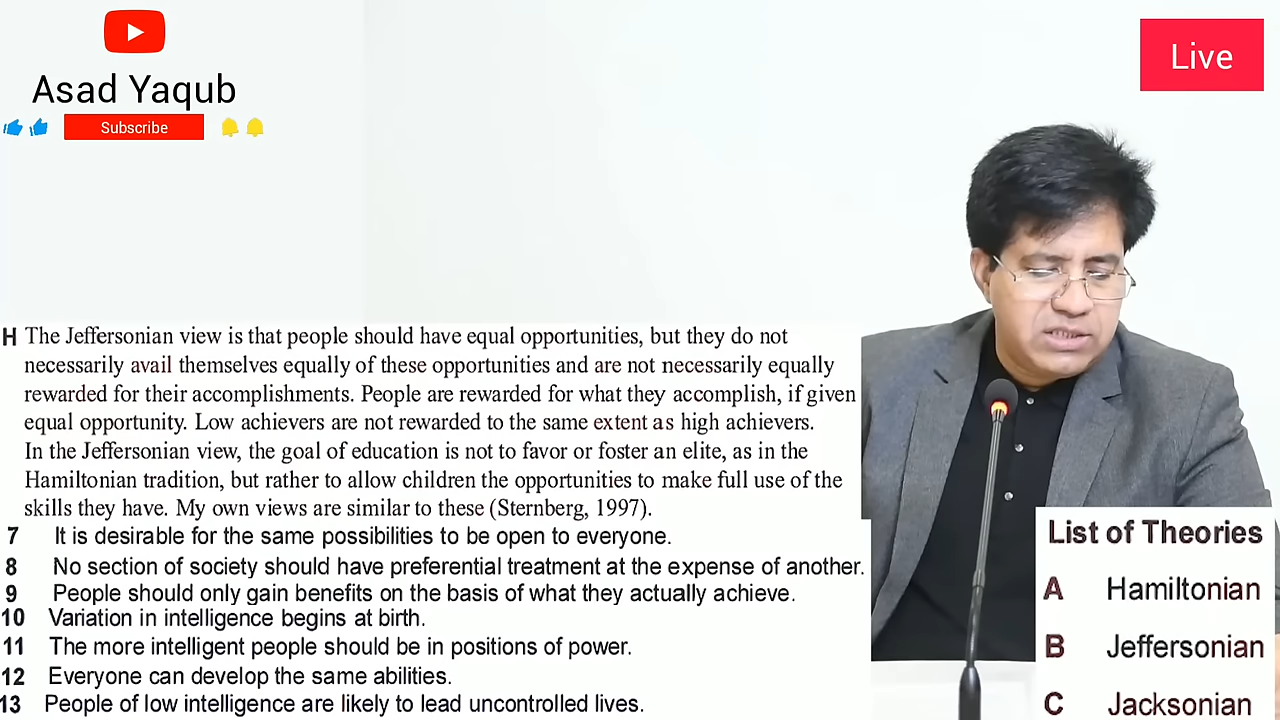 Asad Yaqub
Subscribe
Live
H The Jeffersonian view is that people should have equal opportunities, but they do not
necessarily avail themselves equally of these opportunities and are not necessarily equally
rewarded for their accomplishments. People are rewarded for what they accomplish, if given
equal opportunity. Low achievers are not rewarded to the same extent as high achievers.
In the Jeffersonian view, the goal of education is not to favor or foster an elite, as in the
Hamiltonian tradition, but rather to allow children the opportunities to make full use of the
skills they have. My own views are similar to these (Sternberg, 1997).
7 It is desirable for the same possibilities to be open to everyone.
8 No section of society should have preferential treatment at the expense of another.
9 People should only gain benefits on the basis of what they actually achieve.
10 Variation in intelligence begins at birth.
11 The more intelligent people should be in positions of power.
12 Everyone can develop the same abilities.
13 People of low intelligence are likely to lead uncontrolled lives.
List of Theories
A Hamiltonian
B Jeffersonian
C Jacksonian